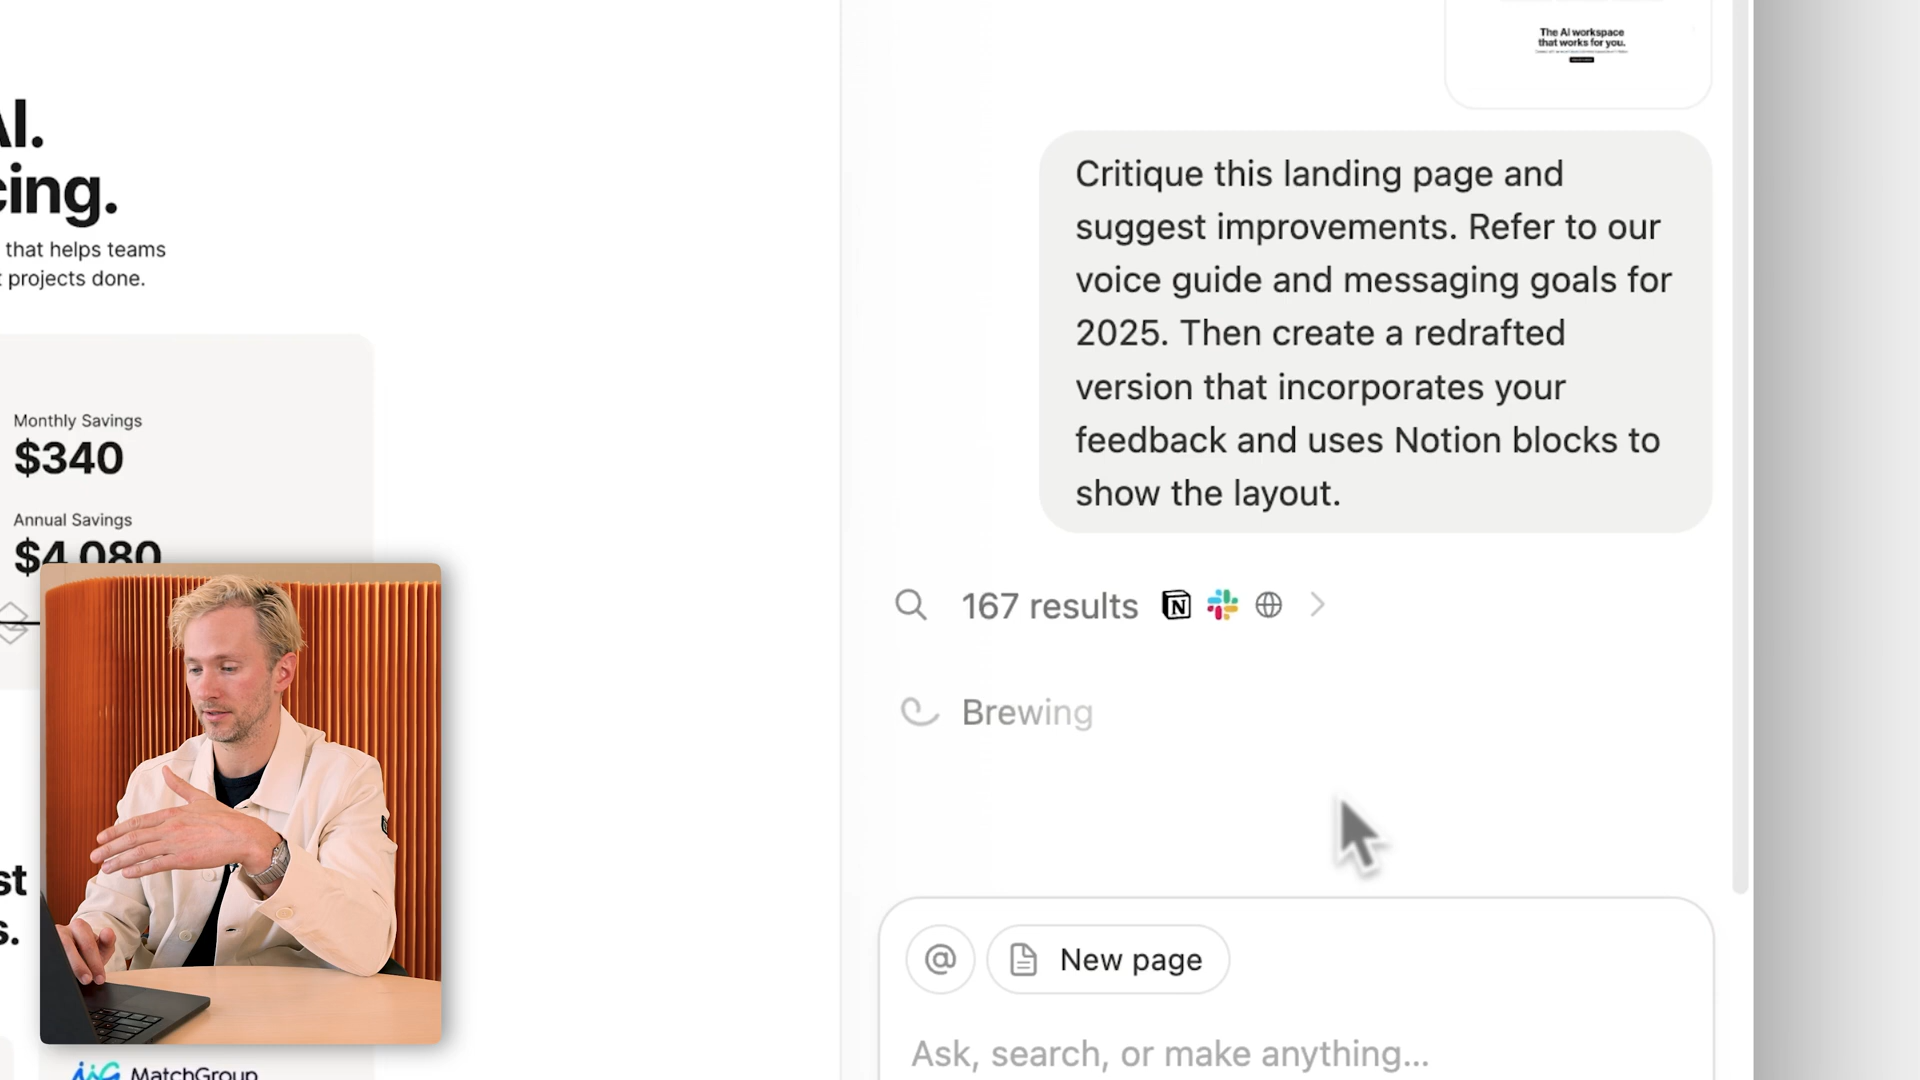 AI.
cing.
that helps teams
projects done.
Monthly Savings
$340
Annual Savings
$4,080
st
s.
MatchGroup
The AI workspace
that works for you.
Critique this landing page and
suggest improvements. Refer to our
voice guide and messaging goals for
2025. Then create a redrafted
version that incorporates your
feedback and uses Notion blocks to
show the layout.
167 results
Brewing
@
New page
Ask, search, or make anything...